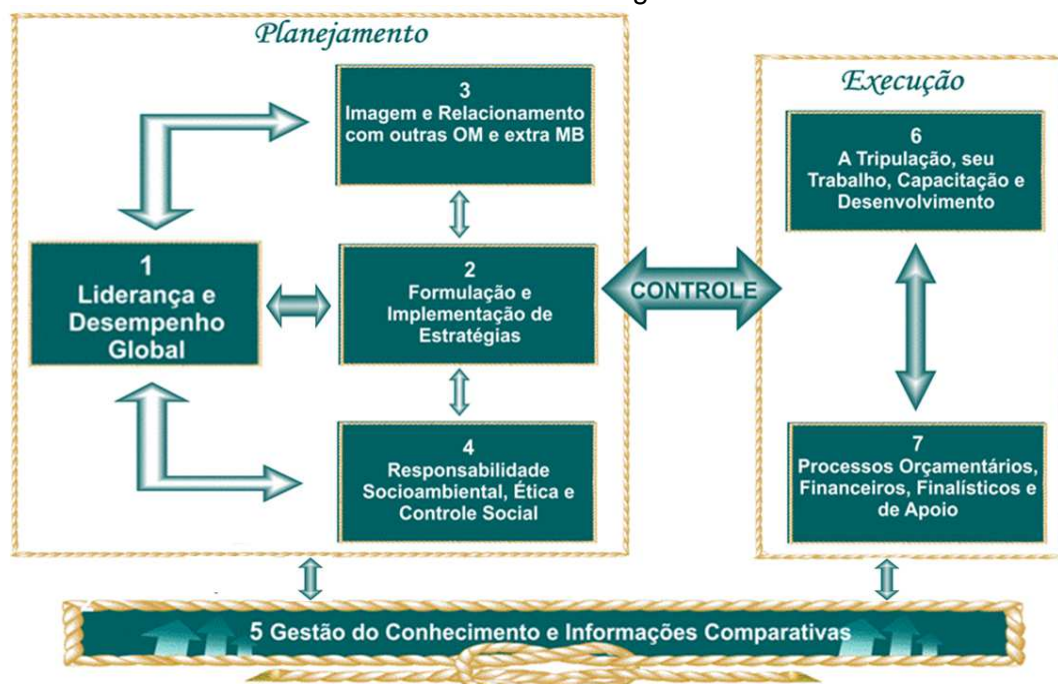 Planejamento
3
Imagem e Relacionamento
com outras OM e extra MB
1
Liderança e
Desempenho
Global
2
Formulação e
Implementação de
Estratégias
4
Responsabilidade
Socioambiental, Ética e
Controle Social
CONTROLE
Execução
6
A Tripulação, seu
Trabalho, Capacitação e
Desenvolvimento
7
Processos Orçamentários,
Financeiros, Finalísticos e
de Apoio
5 Gestão do Conhecimento e Informações Comparativas